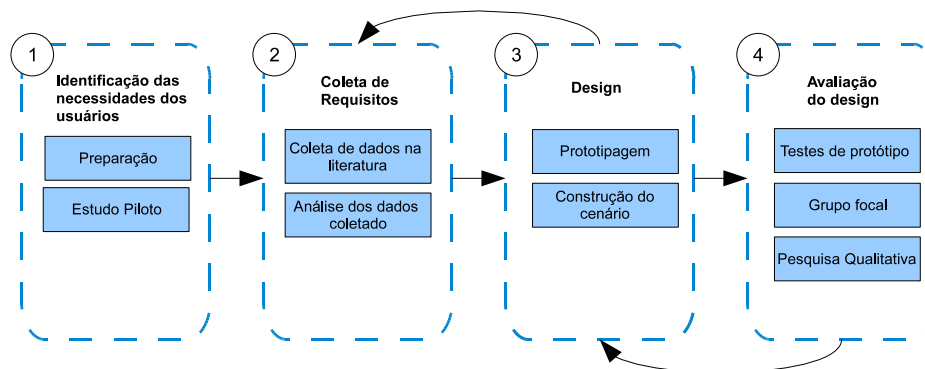 1
Identificação das
necessidades dos
usuários
Preparação
Estudo Piloto
2
Coleta de
Requisitos
Coleta de dados na
literatura
Análise dos dados
coletado
3
Design
Prototipagem
Construção do
cenário
4
Avaliação
do design
Testes de protótipo
Grupo focal
Pesquisa Qualitativa